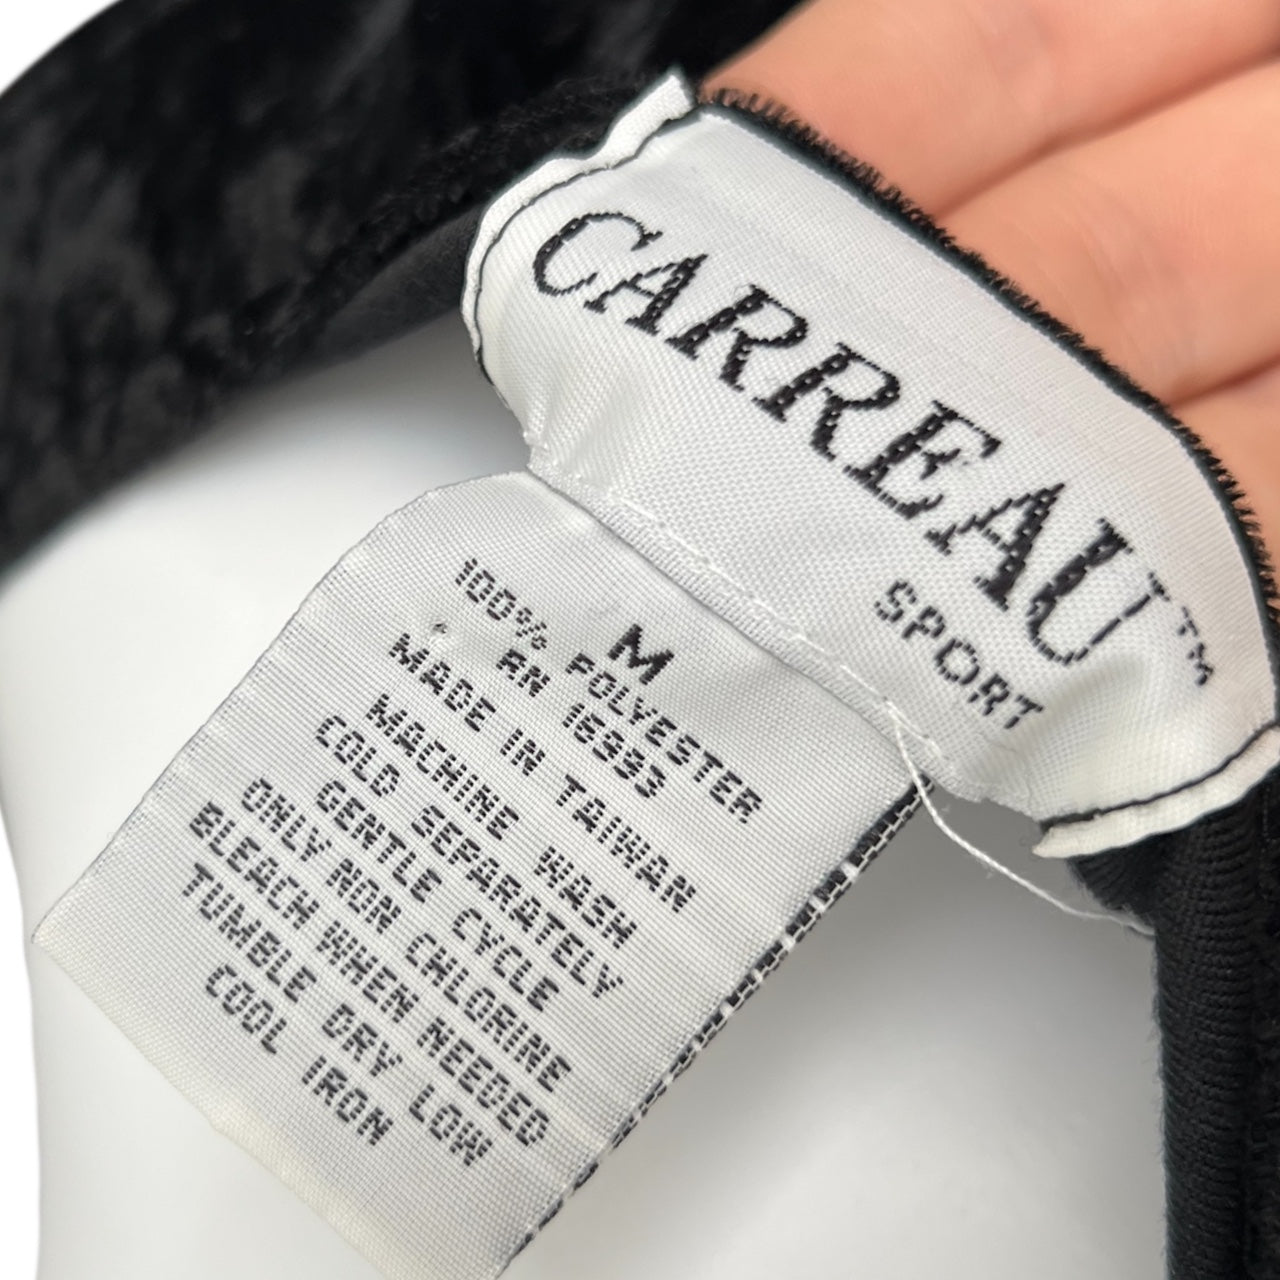 CARREAU™
SPORT
M
100% POLYESTER
RN 16993
MADE IN TAIWAN
MACHINE WASH
COLD SEPARATELY
GENTLE CYCLE
ONLY NON CHLORINE
BLEACH WHEN NEEDED
TUMBLE DRY LOW
COOL IRON